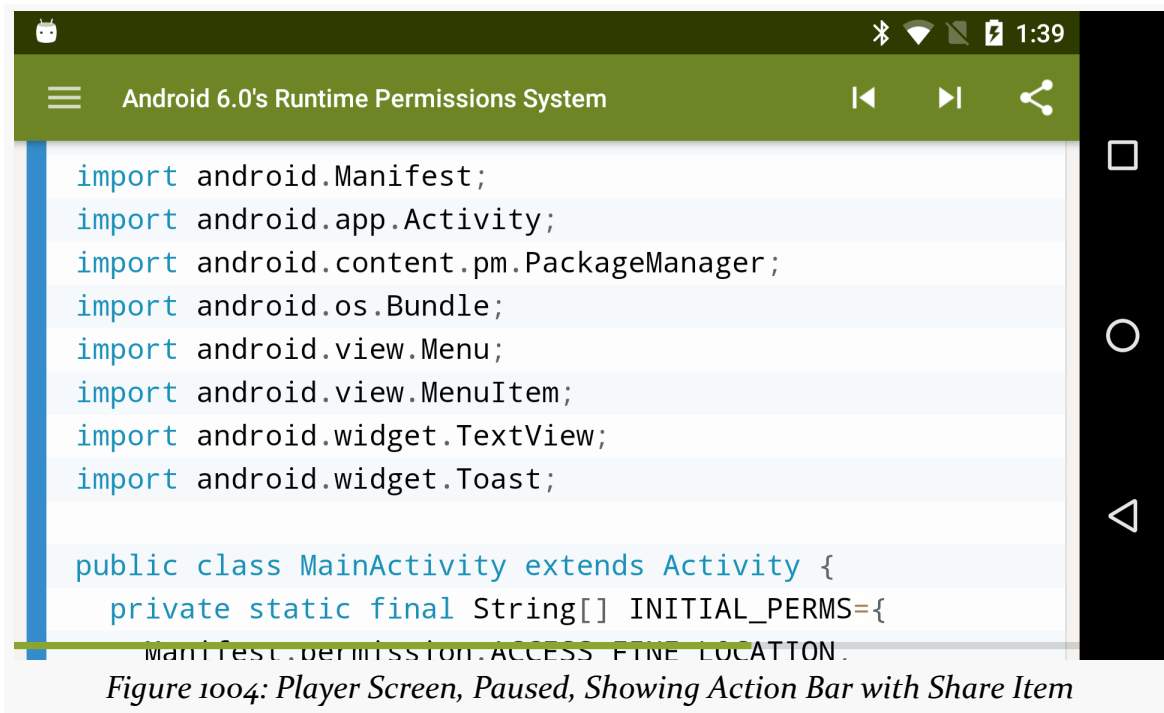 1:39
Android 6.0's Runtime Permissions System
import android.Manifest;
import android.app.Activity;
import android.content.pm.PackageManager;
import android.os.Bundle;
import android.view.Menu;
import android.view.MenuItem;
import android.widget.TextView;
import android.widget.Toast;
public class MainActivity extends Activity {
private static final String[] INITIAL_PERMS={
Manifest.permission.ACCESS_FINE_LOCATION,
Figure 1004: Player Screen, Paused, Showing Action Bar with Share Item